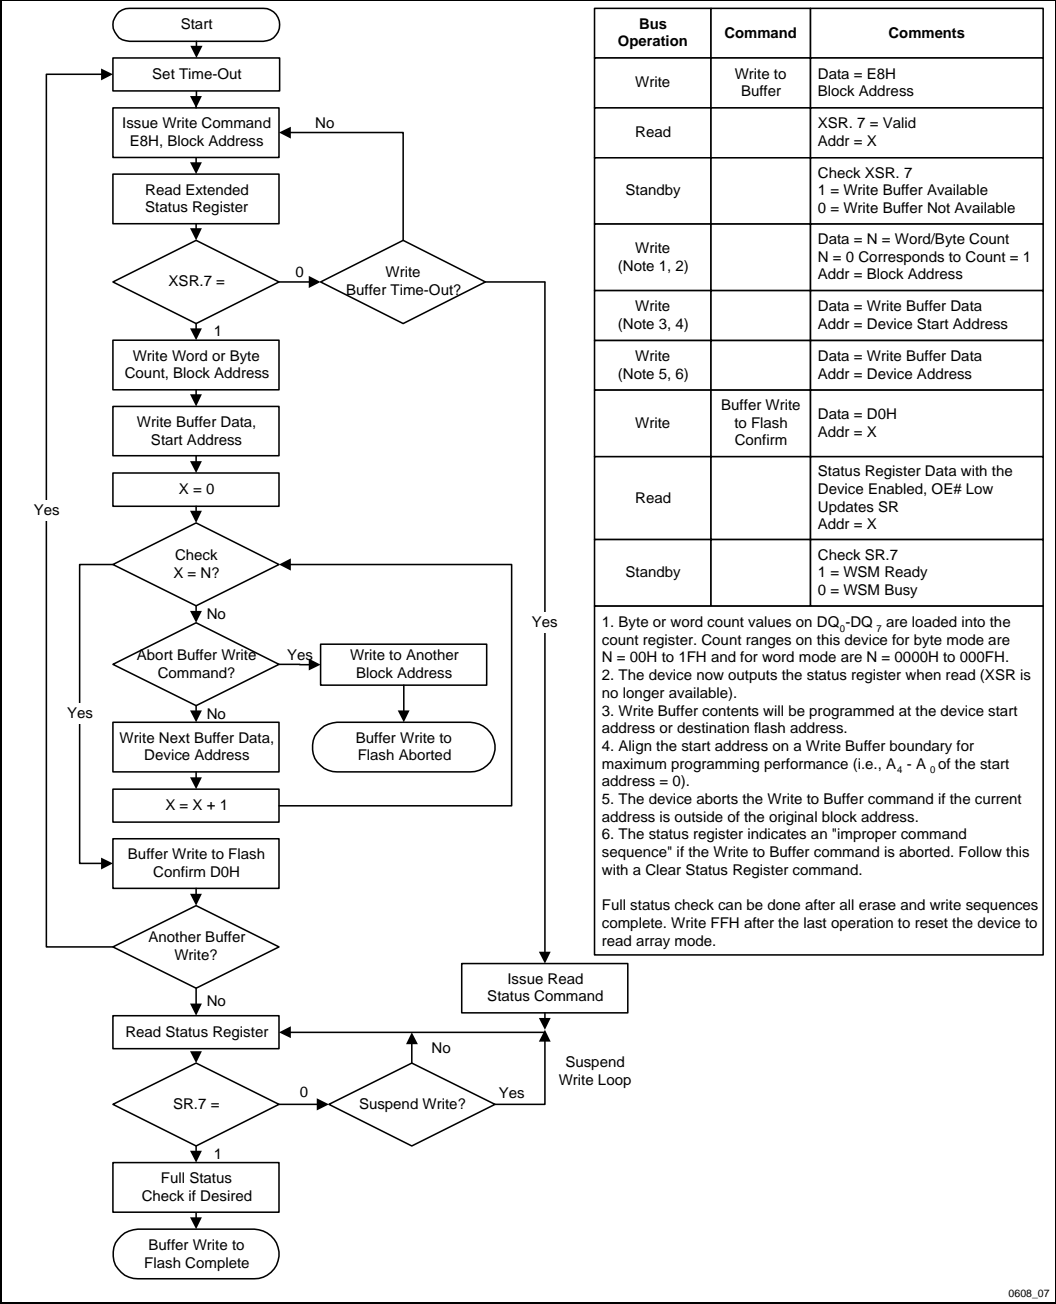 Start
Set Time-Out
Issue Write Command
E8H, Block Address
No
Read Extended
Status Register
XSR.7 =
0
Write
Buffer Time-Out?
1
Write Word or Byte
Count, Block Address
Write Buffer Data,
Start Address
X = 0
Yes
Check
X = N?
No
Yes
Abort Buffer Write
Command?
Yes
Write to Another
Block Address
Yes
No
Write Next Buffer Data,
Device Address
Buffer Write to
Flash Aborted
X = X + 1
Buffer Write to Flash
Confirm D0H
Another Buffer
Write?
No
Issue Read
Status Command
Read Status Register
No
Suspend
Write Loop
SR.7 =
0
Suspend Write?
Yes
1
Full Status
Check if Desired
Buffer Write to
Flash Complete
Bus
Operation
Command
Comments
Write
Write to
Buffer
Data = E8H
Block Address
Read
XSR. 7 = Valid
Addr = X
Standby
Check XSR. 7
1 = Write Buffer Available
0 = Write Buffer Not Available
Write
(Note 1, 2)
Data = N = Word/Byte Count
N = 0 Corresponds to Count = 1
Addr = Block Address
Write
(Note 3, 4)
Data = Write Buffer Data
Addr = Device Start Address
Write
(Note 5, 6)
Data = Write Buffer Data
Addr = Device Address
Write
Buffer Write
to Flash
Confirm
Data = D0H
Addr = X
Read
Status Register Data with the
Device Enabled, OE# Low
Updates SR
Addr = X
Standby
Check SR.7
1 = WSM Ready
0 = WSM Busy
1. Byte or word count values on DQ0-DQ 7 are loaded into the
count register. Count ranges on this device for byte mode are
N = 00H to 1FH and for word mode are N = 0000H to 000FH.
2. The device now outputs the status register when read (XSR is
no longer available).
3. Write Buffer contents will be programmed at the device start
address or destination flash address.
4. Align the start address on a Write Buffer boundary for
maximum programming performance (i.e., A4 - A 0 of the start
address = 0).
5. The device aborts the Write to Buffer command if the current
address is outside of the original block address.
6. The status register indicates an "improper command
sequence" if the Write to Buffer command is aborted. Follow this
with a Clear Status Register command.
Full status check can be done after all erase and write sequences
complete. Write FFH after the last operation to reset the device to
read array mode.
0608_07